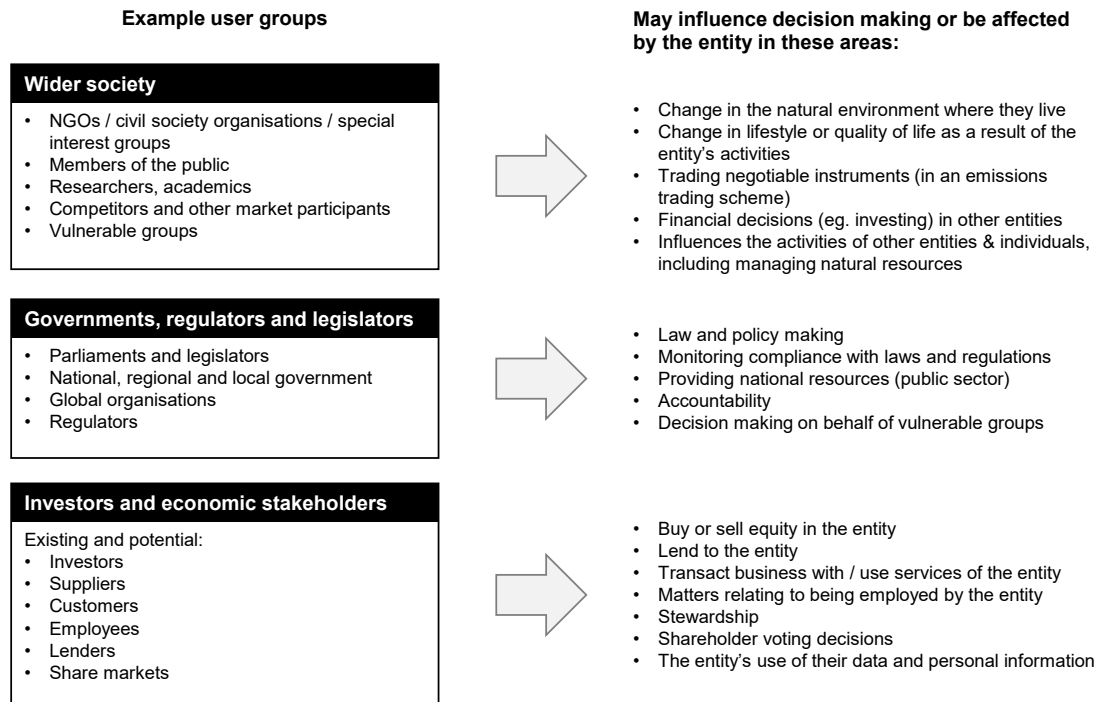 Example user groups
May influence decision making or be affected
by the entity in these areas:
Wider society
• NGOs / civil society organisations / special
interest groups
• Members of the public
• Researchers, academics
• Competitors and other market participants
• Vulnerable groups
• Change in the natural environment where they live
• Change in lifestyle or quality of life as a result of the
entity’s activities
• Trading negotiable instruments (in an emissions
trading scheme)
• Financial decisions (eg. investing) in other entities
• Influences the activities of other entities & individuals,
including managing natural resources
Governments, regulators and legislators
• Parliaments and legislators
• National, regional and local government
• Global organisations
• Regulators
• Law and policy making
• Monitoring compliance with laws and regulations
• Providing national resources (public sector)
• Accountability
• Decision making on behalf of vulnerable groups
Investors and economic stakeholders
Existing and potential:
• Investors
• Suppliers
• Customers
• Employees
• Lenders
• Share markets
• Buy or sell equity in the entity
• Lend to the entity
• Transact business with / use services of the entity
• Matters relating to being employed by the entity
• Stewardship
• Shareholder voting decisions
• The entity’s use of their data and personal information